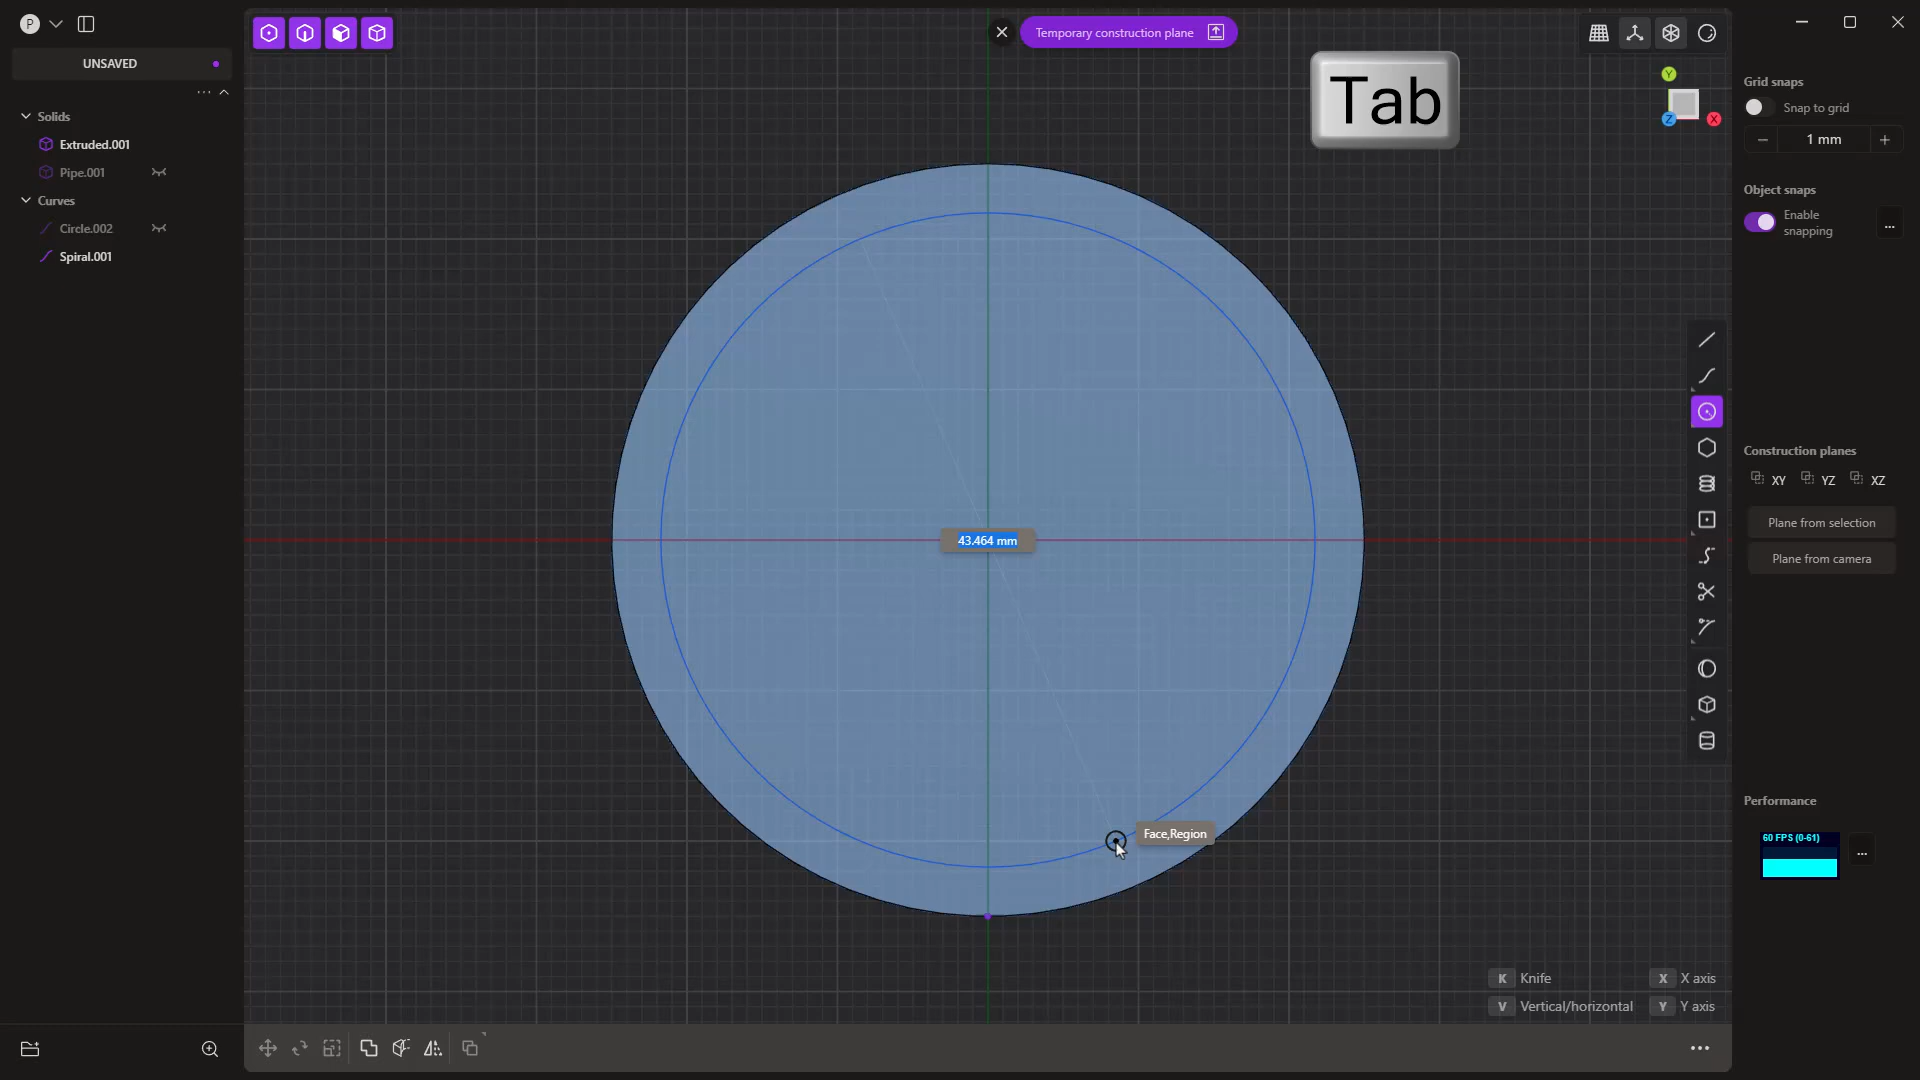 P
UNSAVED
Solids
Extruded.001
Pipe.001
Curves
Circle.002
Spiral.001
Temporary construction plane
Tab
Y
Z
X
43.464 mm
Face,Region
K Knife
X X axis
V Vertical/horizontal
Y Y axis
Grid snaps
Snap to grid
1 mm
Object snaps
Enable
snapping
...
Construction planes
XY YZ XZ
Plane from selection
Plane from camera
Performance
60 FPS (0-61)
...